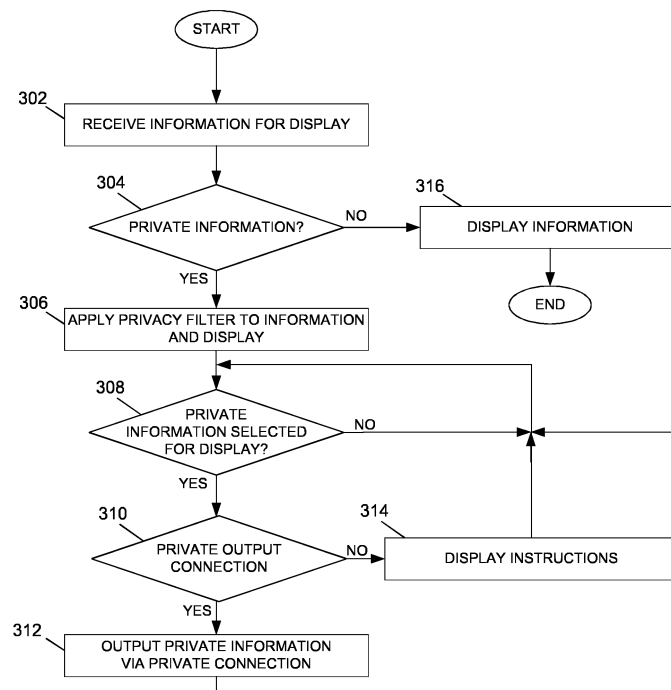 START
302
RECEIVE INFORMATION FOR DISPLAY
304
PRIVATE INFORMATION?
NO
316
DISPLAY INFORMATION
YES
END
306
APPLY PRIVACY FILTER TO INFORMATION
AND DISPLAY
308
PRIVATE
INFORMATION SELECTED
FOR DISPLAY?
NO
YES
310
PRIVATE OUTPUT
CONNECTION
NO
314
DISPLAY INSTRUCTIONS
YES
312
OUTPUT PRIVATE INFORMATION
VIA PRIVATE CONNECTION